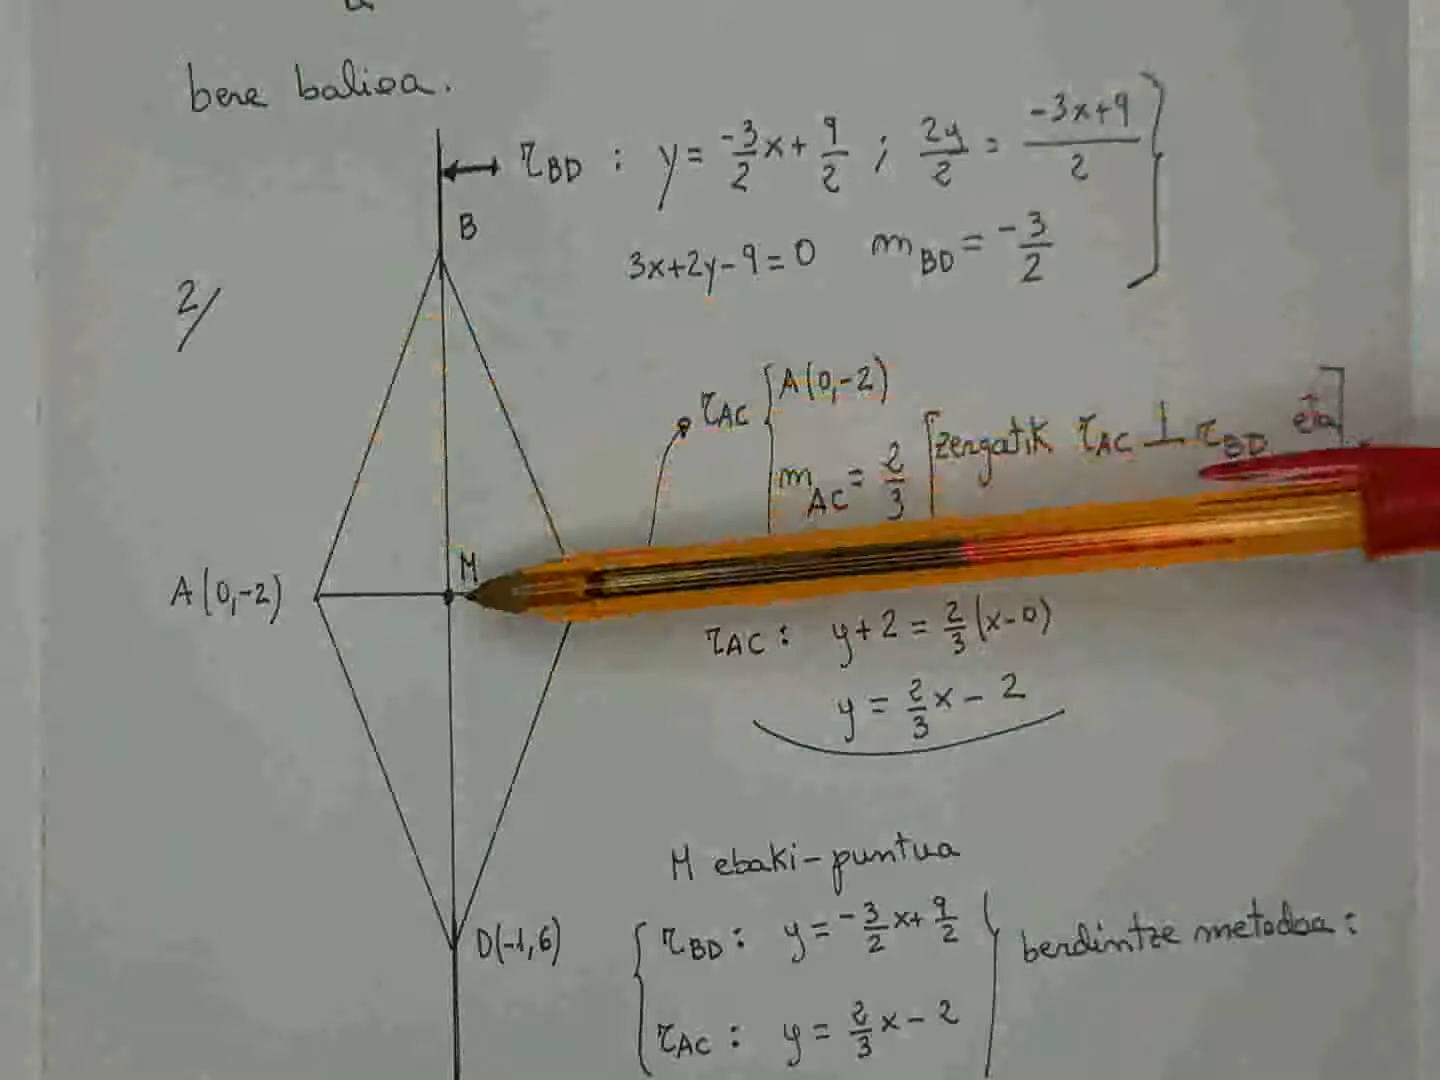 bere balioa.
r_BD : y = -3/2 x + 9/2 ; 2y/2 = (-3x+9)/2
B
3x+2y-9=0 m_BD = -3/2
2/
r_AC { A(0,-2)
m_AC = 2/3 [zergatik r_AC ⊥ r_BD eta]
M
A(0,-2)
r_AC : y+2 = 2/3 (x-0)
y = 2/3 x - 2
M ebaki-puntua
D(-1,6)
r_BD : y = -3/2 x + 9/2
berdintze metodoa :
r_AC : y = 2/3 x - 2